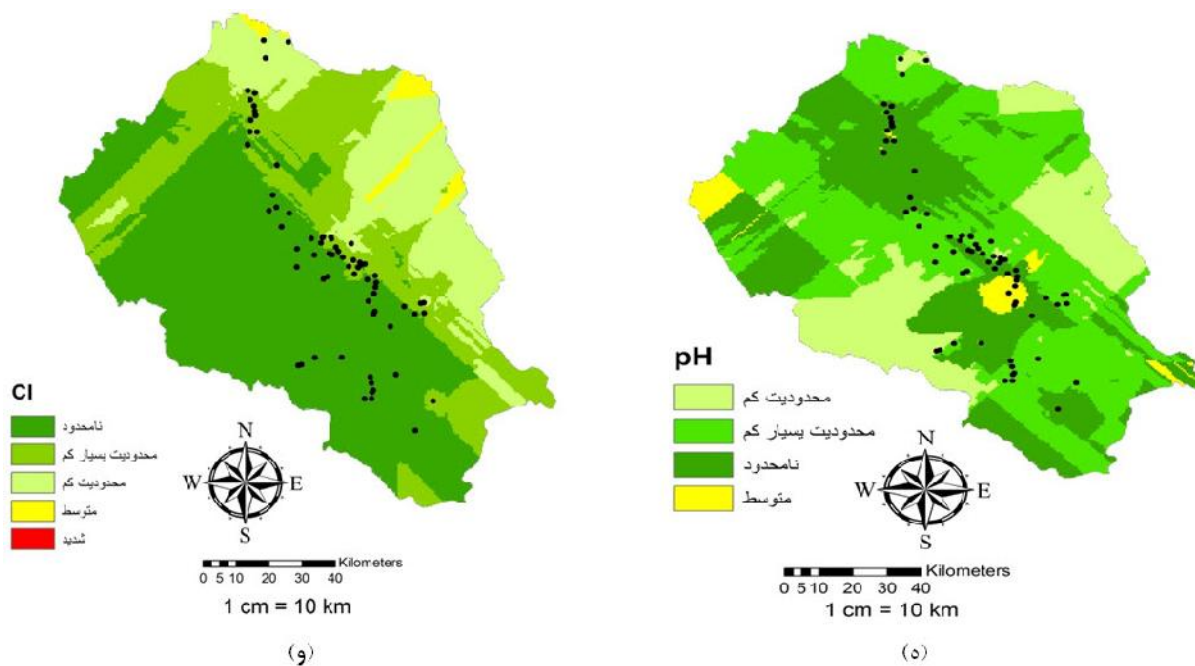 Cl
نامحدود
محدودیت بسیار کم
محدودیت کم
متوسط
شدید
N
W E
S
Kilometers
0 5 10 20 30 40
1 cm = 10 km
(و)
pH
محدودیت کم
محدودیت بسیار کم
نامحدود
متوسط
N
W E
S
Kilometers
0 5 10 20 30 40
1 cm = 10 km
(ه)